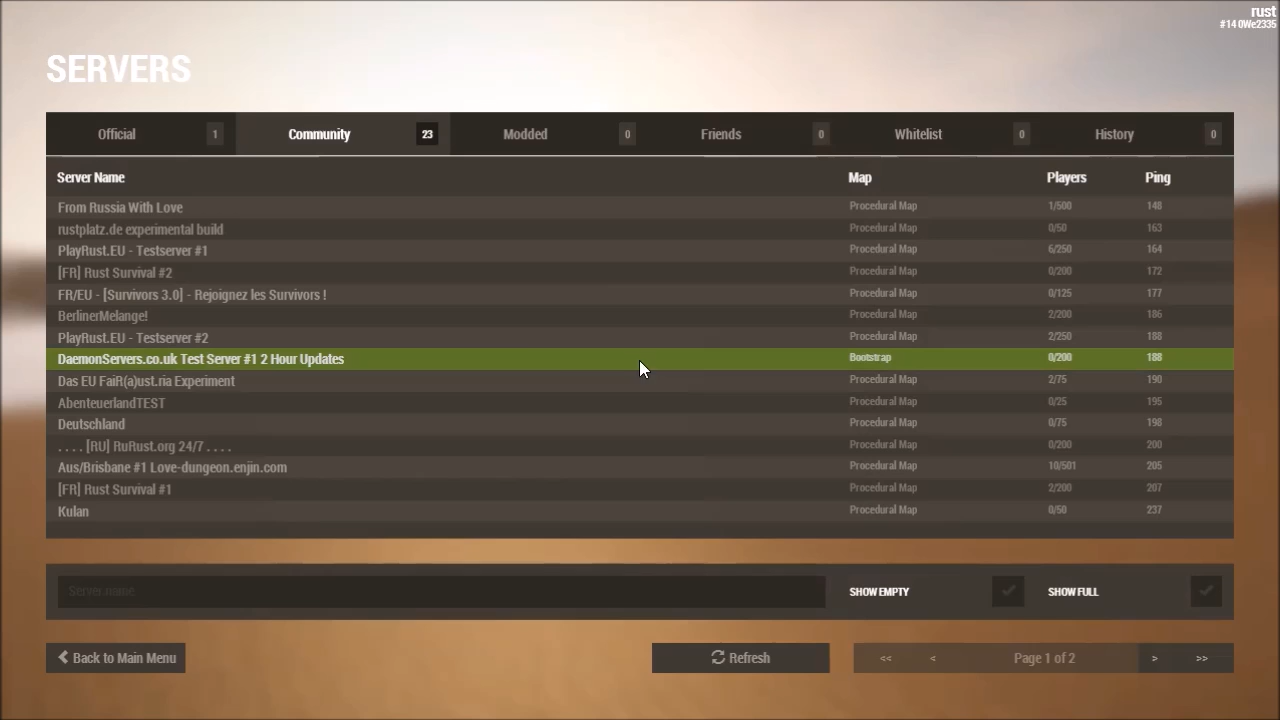 rust
#14 0We2335
SERVERS
Official 1 Community 23 Modded 0 Friends 0 Whitelist 0 History 0
Server Name Map Players Ping
From Russia With Love Procedural Map 1/500 148
rustplatz.de experimental build Procedural Map 0/50 163
PlayRust.EU - Testserver #1 Procedural Map 6/250 164
[FR] Rust Survival #2 Procedural Map 0/200 172
FR/EU - [Survivors 3.0] - Rejoignez les Survivors ! Procedural Map 0/125 177
BerlinerMelange! Procedural Map 2/200 186
PlayRust.EU - Testserver #2 Procedural Map 2/250 188
DaemonServers.co.uk Test Server #1 2 Hour Updates Bootstrap 0/200 188
Das EU FaiR(a)ust.ria Experiment Procedural Map 2/75 190
AbenteuerlandTEST Procedural Map 0/25 195
Deutschland Procedural Map 0/75 198
. . . . [RU] RuRust.org 24/7 . . . . Procedural Map 0/200 200
Aus/Brisbane #1 Love-dungeon.enjin.com Procedural Map 10/501 205
[FR] Rust Survival #1 Procedural Map 2/200 207
Kulan Procedural Map 0/50 237
Server name SHOW EMPTY SHOW FULL
Back to Main Menu Refresh << < Page 1 of 2 > >>